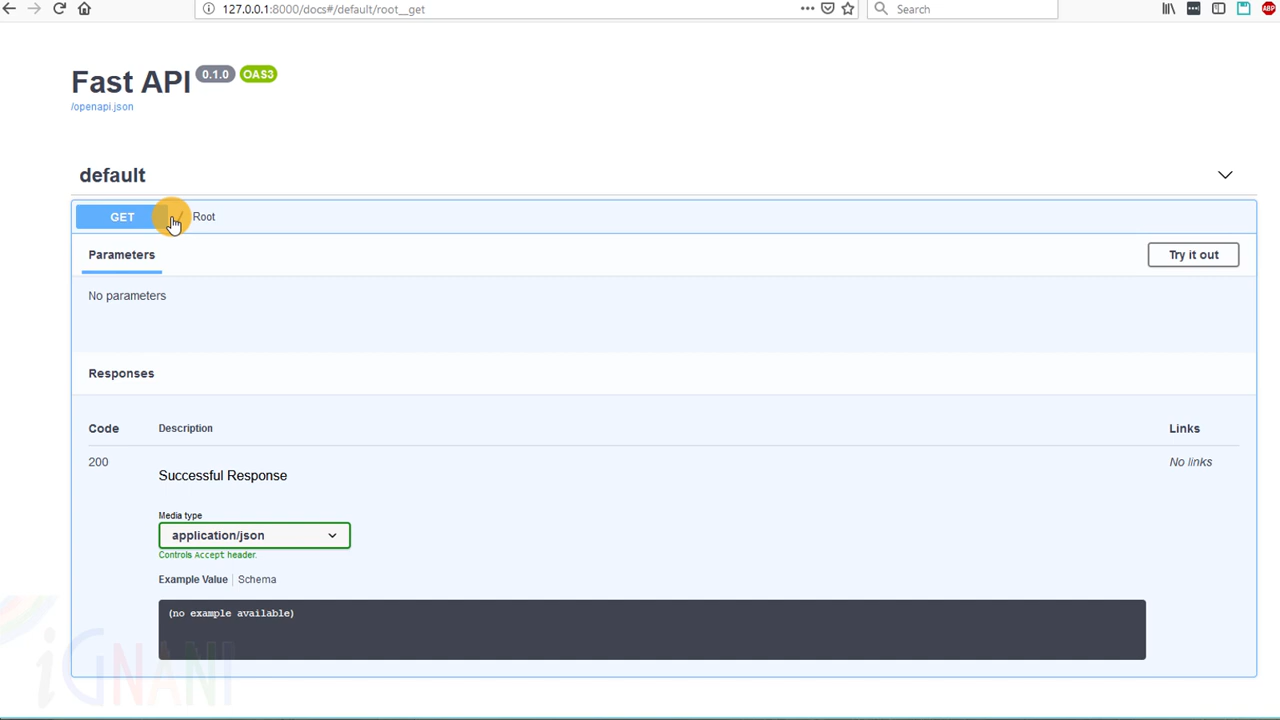 127.0.0.1:8000/docs#/default/root__get
Search
ABP
Fast API 0.1.0 OAS3
/openapi.json
default
GET / Root
Parameters
Try it out
No parameters
Responses
Code Description Links
200 No links
Successful Response
Media type
application/json
Controls Accept header.
Example Value Schema
(no example available)
iGNANI